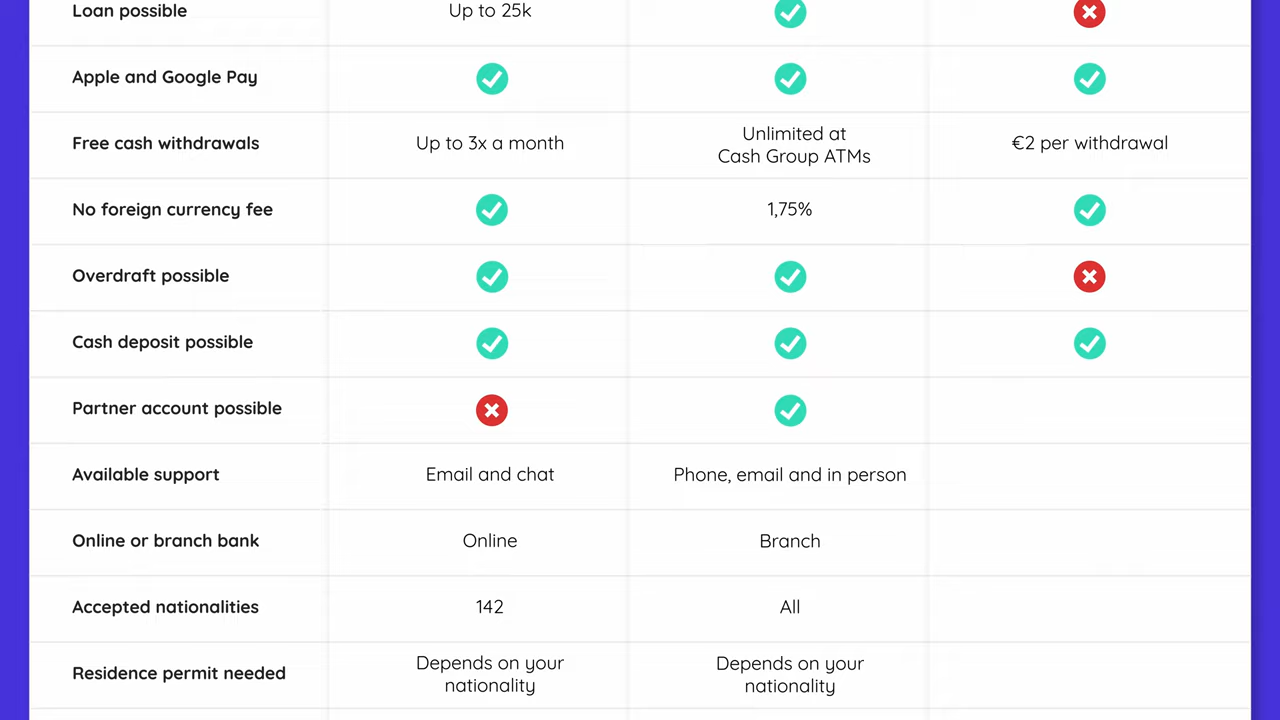 Loan possible Up to 25k
Apple and Google Pay
Free cash withdrawals Up to 3x a month Unlimited at
Cash Group ATMs €2 per withdrawal
No foreign currency fee 1,75%
Overdraft possible
Cash deposit possible
Partner account possible
Available support Email and chat Phone, email and in person
Online or branch bank Online Branch
Accepted nationalities 142 All
Residence permit needed Depends on your
nationality Depends on your
nationality